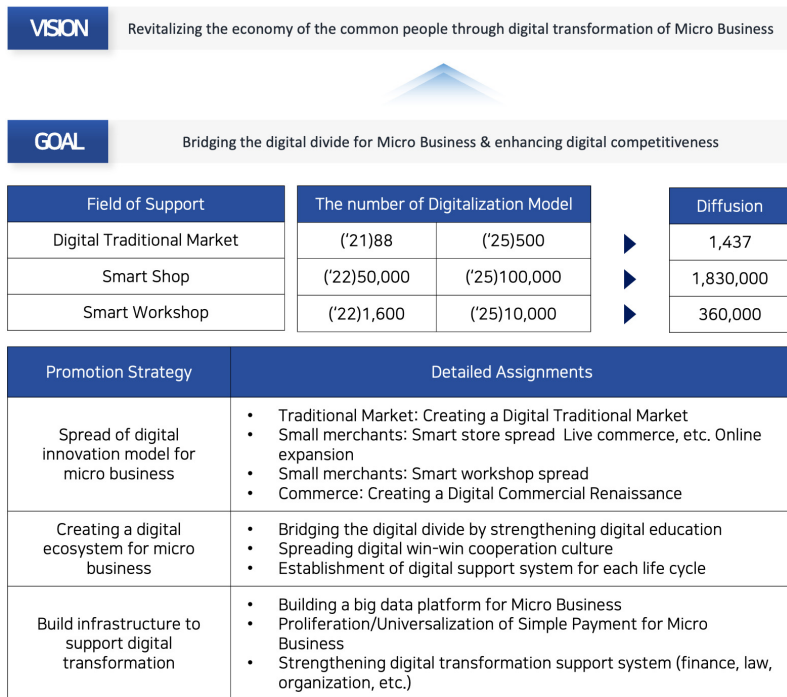 VISION Revitalizing the economy of the common people through digital transformation of Micro Business
GOAL Bridging the digital divide for Micro Business & enhancing digital competitiveness
Field of Support The number of Digitalization Model Diffusion
Digital Traditional Market (‘21)88 (‘25)500 1,437
Smart Shop (‘22)50,000 (‘25)100,000 1,830,000
Smart Workshop (‘22)1,600 (‘25)10,000 360,000
Promotion Strategy Detailed Assignments
Spread of digital
innovation model for
micro business
• Traditional Market: Creating a Digital Traditional Market
• Small merchants: Smart store spread Live commerce, etc. Online
expansion
• Small merchants: Smart workshop spread
• Commerce: Creating a Digital Commercial Renaissance
Creating a digital
ecosystem for micro
business
• Bridging the digital divide by strengthening digital education
• Spreading digital win-win cooperation culture
• Establishment of digital support system for each life cycle
Build infrastructure to
support digital
transformation
• Building a big data platform for Micro Business
• Proliferation/Universalization of Simple Payment for Micro
Business
• Strengthening digital transformation support system (finance, law,
organization, etc.)